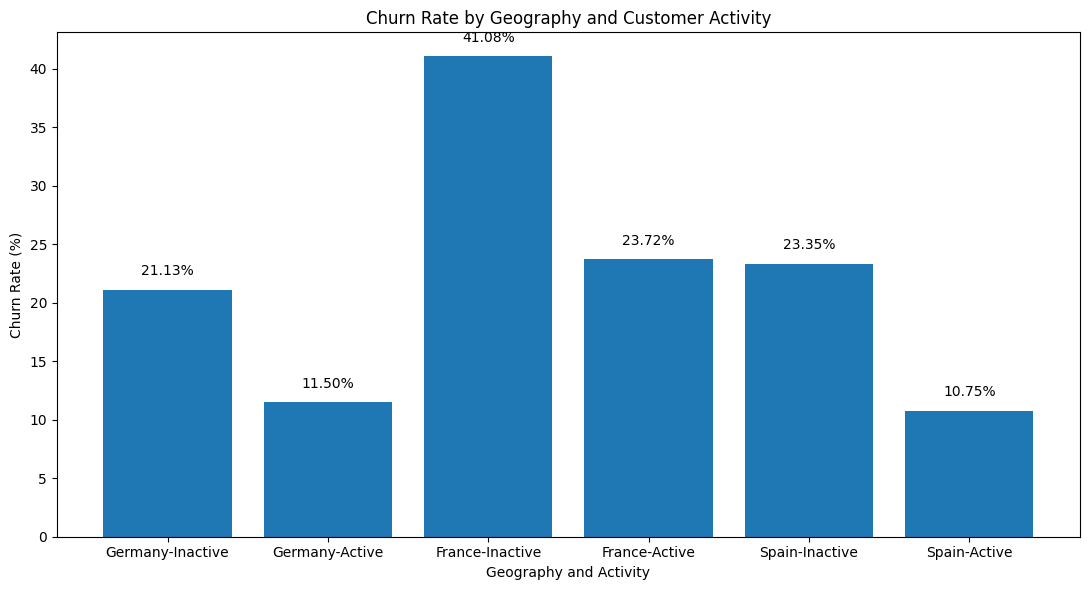 Churn Rate by Geography and Customer Activity
Churn Rate (%)
40
35
30
25
20
15
10
5
0
21.13%
11.50%
41.08%
23.72%
23.35%
10.75%
Germany-Inactive
Germany-Active
France-Inactive
France-Active
Spain-Inactive
Spain-Active
Geography and Activity